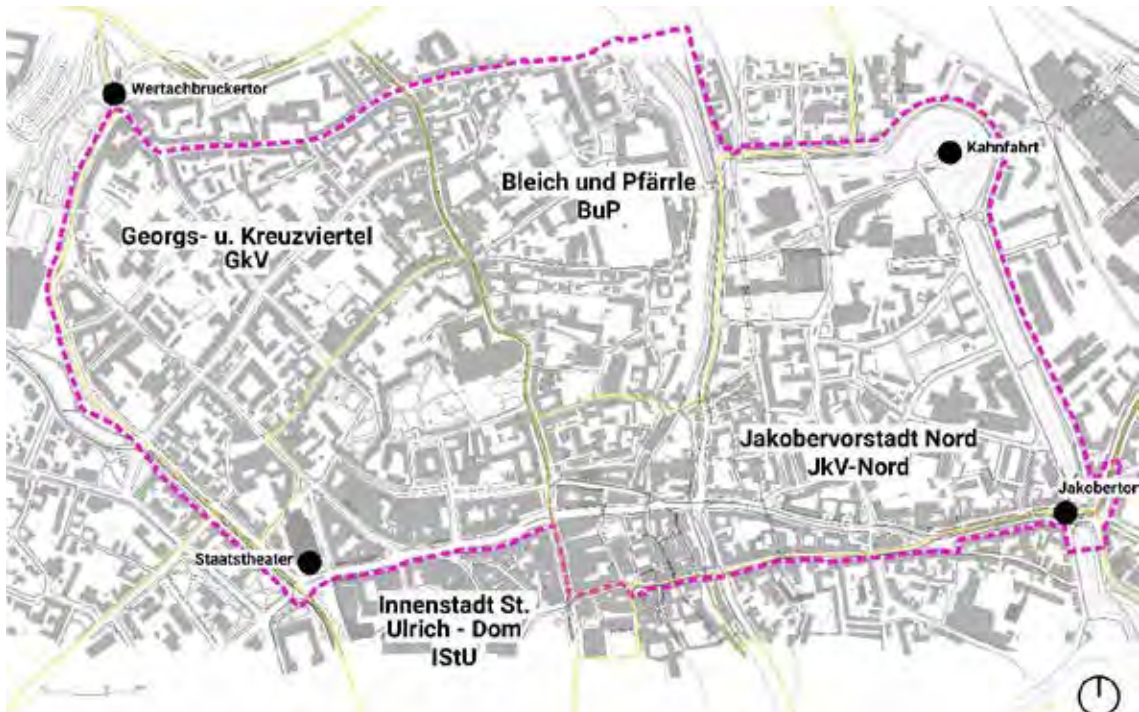 Wertachbruckertor
Kahnfahrt
Bleich und Pfärrle
BuP
Georgs- u. Kreuzviertel
GkV
Jakobervorstadt Nord
JkV-Nord
Jakobertor
Staatstheater
Innenstadt St.
Ulrich - Dom
IStU